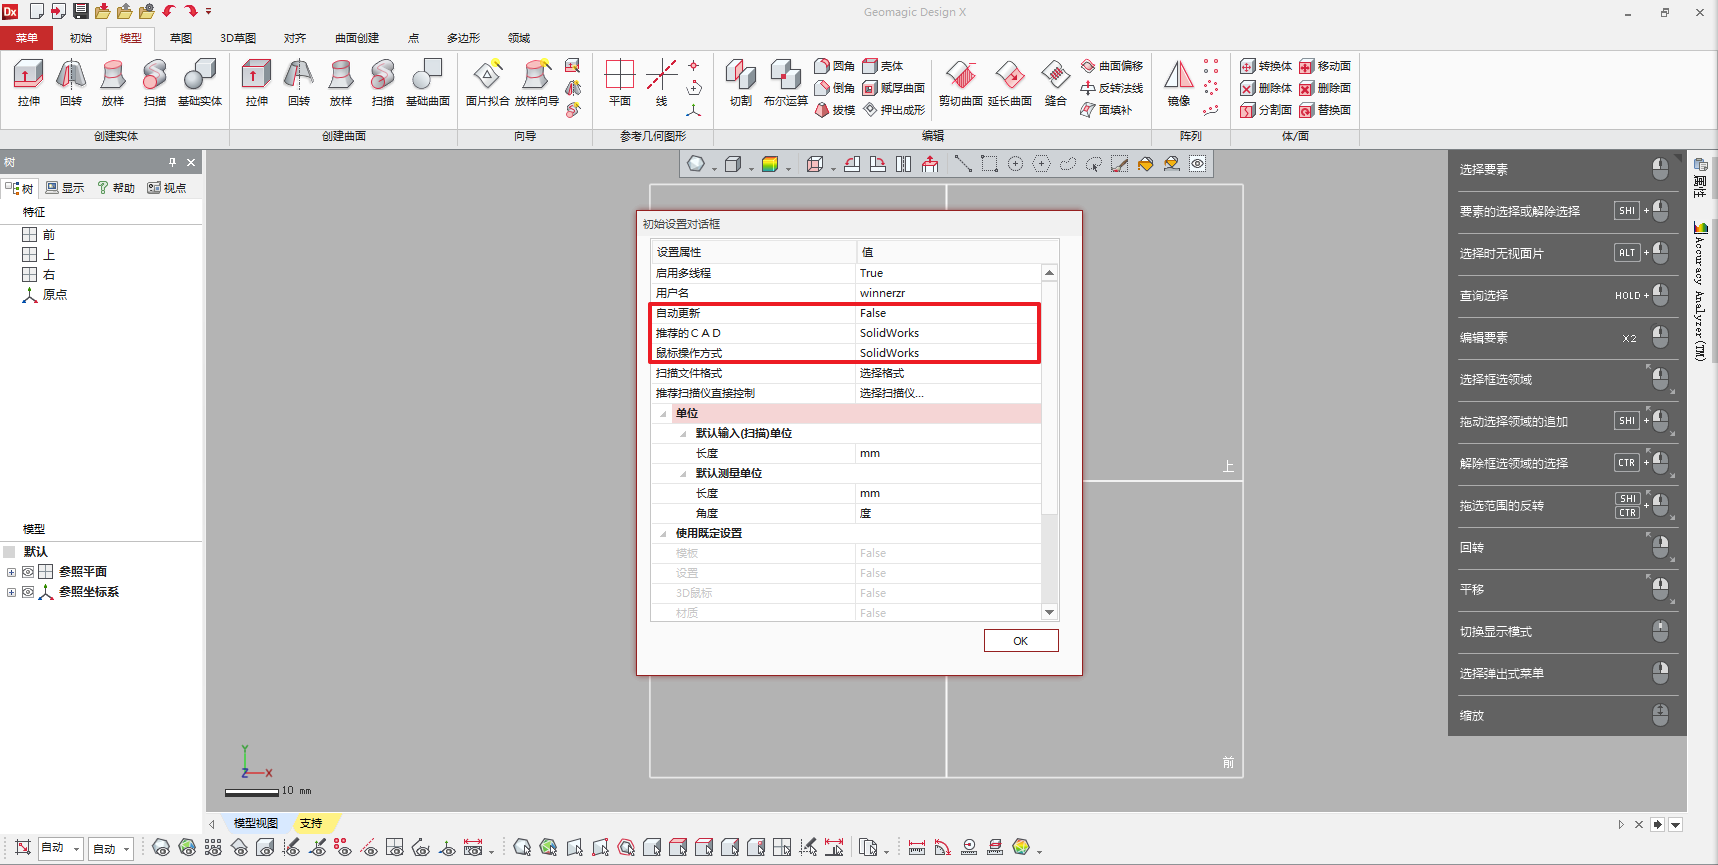 Dx
Geomagic Design X
菜单 初始 模型 草图 3D草图 对齐 曲面创建 点 多边形 领域
拉伸 回转 放样 扫描 基础实体
创建实体
拉伸 回转 放样 扫描 基础曲面
创建曲面
面片拟合 放样向导
向导
平面 线
参考几何图形
切割 布尔运算
圆角 壳体
倒角 赋厚曲面
拔模 押出成形
剪切曲面 延长曲面 缝合
曲面偏移
反转法线
面填补
编辑
镜像
阵列
转换体 移动面
删除体 删除面
分割面 替换面
体/面
树
树 显示 帮助 视点
特征
前
上
右
原点
模型
默认
参照平面
参照坐标系
初始设置对话框
设置属性 值
启用多线程 True
用户名 winnerzr
自动更新 False
推荐的CAD SolidWorks
鼠标操作方式 SolidWorks
扫描文件格式 选择格式
推荐扫描仪直接控制 选择扫描仪...
单位
默认输入(扫描)单位
长度 mm
默认测量单位
长度 mm
角度 度
使用既定设置
模板 False
设置 False
3D鼠标 False
材质 False
OK
上
前
Y
Z X
10 mm
选择要素
要素的选择或解除选择 SHI +
选择时无视面片 ALT +
查询选择 HOLD +
编辑要素 X2
选择框选领域
拖动选择领域的追加 SHI +
解除框选领域的选择 CTR +
拖选范围的反转 SHI CTR +
回转
平移
切换显示模式
选择弹出式菜单
缩放
属性
Accuracy Analyzer(TM)
模型视图 支持
自动 自动